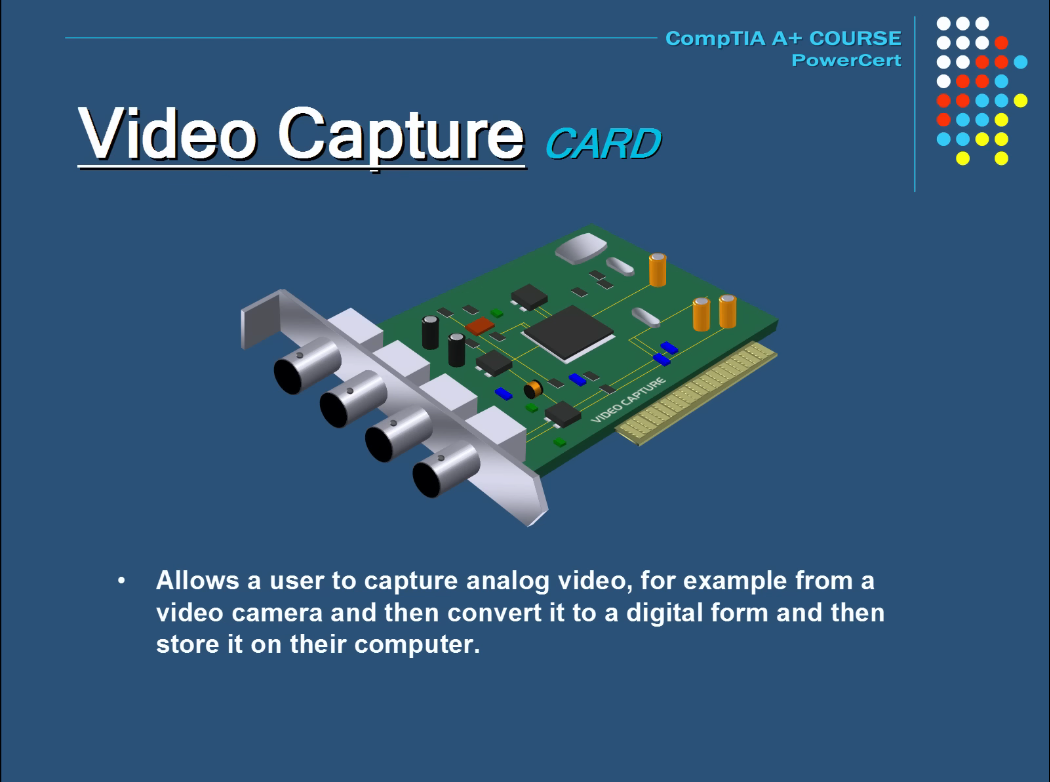 CompTIA A+ COURSE
PowerCert
Video Capture CARD
VIDEO CAPTURE
• Allows a user to capture analog video, for example from a
video camera and then convert it to a digital form and then
store it on their computer.